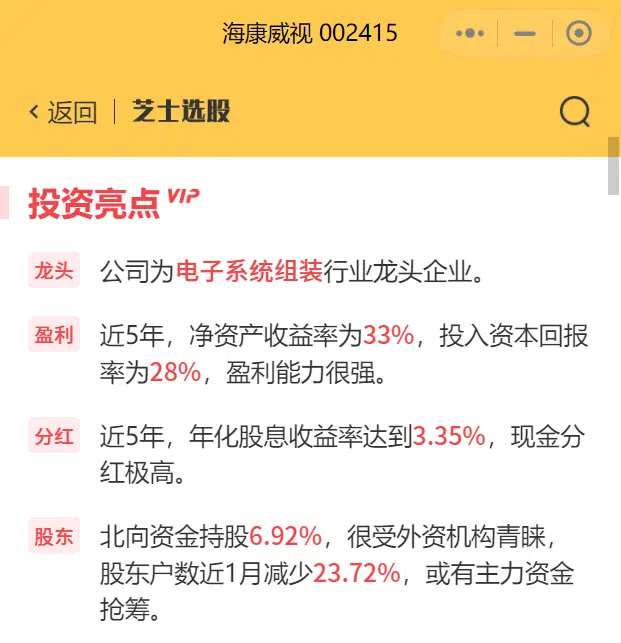 海康威视 002415
返回 | 芝士选股
投资亮点 VIP
龙头 公司为电子系统组装行业龙头企业。
盈利 近5年，净资产收益率为33%，投入资本回报
率为28%，盈利能力很强。
分红 近5年，年化股息收益率达到3.35%，现金分
红极高。
股东 北向资金持股6.92%，很受外资机构青睐，
股东户数近1月减少23.72%，或有主力资金
抢筹。